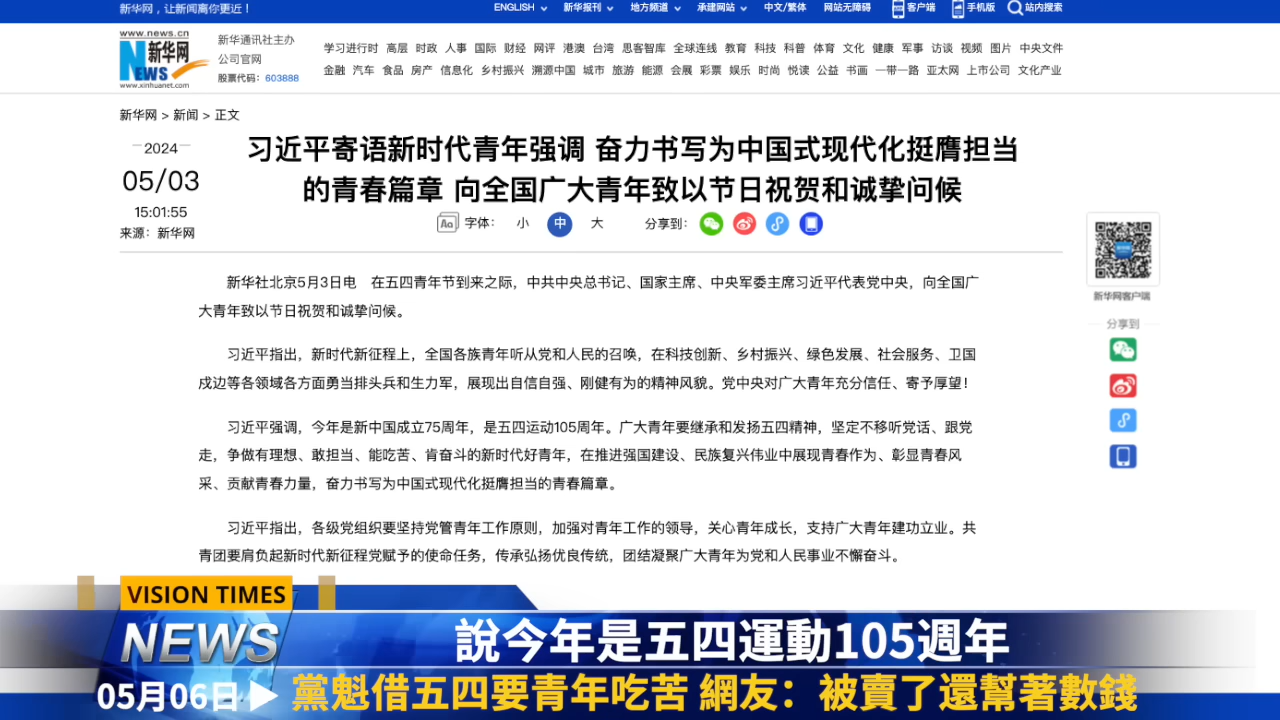 新华网，让新闻离你更近！
ENGLISH 新华报刊 地方频道 承建网站 中文/繁体 网站无障碍 客户端 手机版 站内搜索
www.news.cn
新华网
NEWS
www.xinhuanet.com
新华通讯社主办
公司官网
股票代码：603888
学习进行时 高层 时政 人事 国际 财经 网评 港澳 台湾 思客智库 全球连线 教育 科技 科普 体育 文化 健康 军事 访谈 视频 图片 中央文件
金融 汽车 食品 房产 信息化 乡村振兴 溯源中国 城市 旅游 能源 会展 彩票 娱乐 时尚 悦读 公益 书画 一带一路 亚太网 上市公司 文化产业
新华网 > 新闻 > 正文
2024
05/03
15:01:55
来源：新华网
习近平寄语新时代青年强调 奋力书写为中国式现代化挺膺担当
的青春篇章 向全国广大青年致以节日祝贺和诚挚问候
Aa 字体： 小 中 大 分享到：
新华网客户端
分享到
新华社北京5月3日电 在五四青年节到来之际，中共中央总书记、国家主席、中央军委主席习近平代表党中央，向全国广
大青年致以节日祝贺和诚挚问候。
习近平指出，新时代新征程上，全国各族青年听从党和人民的召唤，在科技创新、乡村振兴、绿色发展、社会服务、卫国
戍边等各领域各方面勇当排头兵和生力军，展现出自信自强、刚健有为的精神风貌。党中央对广大青年充分信任、寄予厚望！
习近平强调，今年是新中国成立75周年，是五四运动105周年。广大青年要继承和发扬五四精神，坚定不移听党话、跟党
走，争做有理想、敢担当、能吃苦、肯奋斗的新时代好青年，在推进强国建设、民族复兴伟业中展现青春作为、彰显青春风
采、贡献青春力量，奋力书写为中国式现代化挺膺担当的青春篇章。
习近平指出，各级党组织要坚持党管青年工作原则，加强对青年工作的领导，关心青年成长，支持广大青年建功立业。共
青团要肩负起新时代新征程党赋予的使命任务，传承弘扬优良传统，团结凝聚广大青年为党和人民事业不懈奋斗。
VISION TIMES
NEWS
說今年是五四運動105週年
05月06日
黨魁借五四要青年吃苦 網友：被賣了還幫著數錢